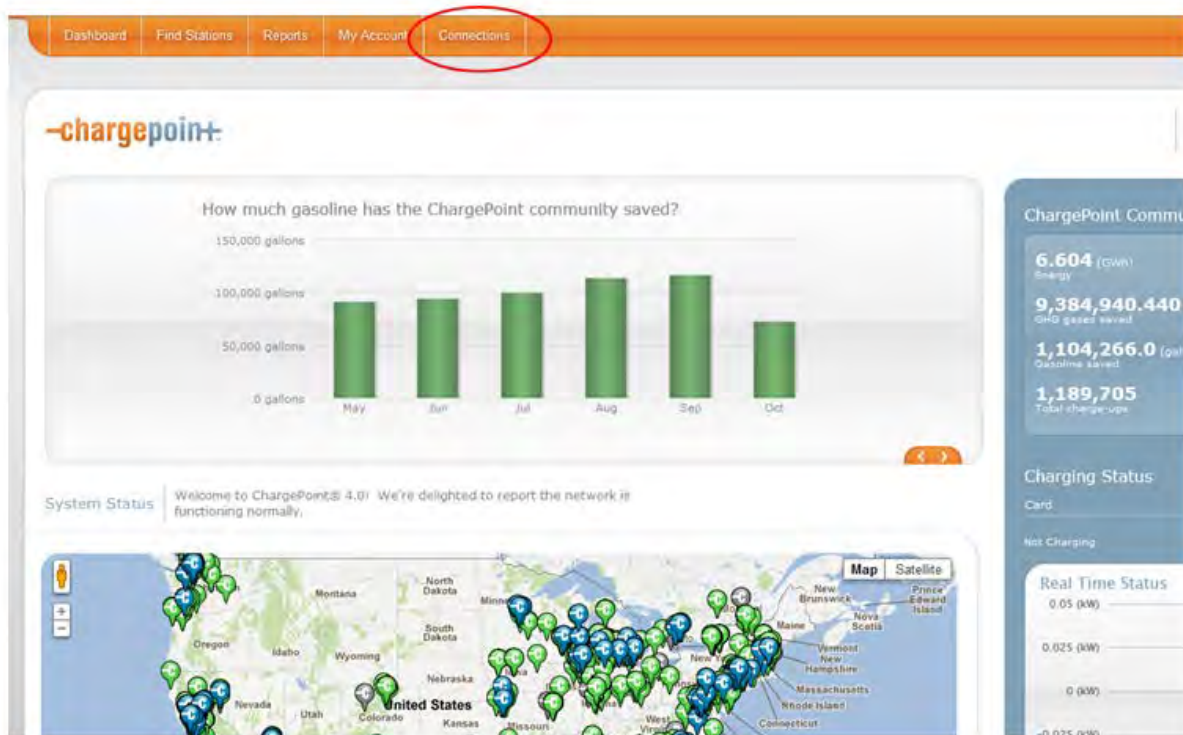 Dashboard Find Stations Reports My Account Connections
-chargepoin+
How much gasoline has the ChargePoint community saved?
150,000 gallons
100,000 gallons
50,000 gallons
0 gallons
May Jun Jul Aug Sep Oct
ChargePoint Commu
6.604 (GWh)
Energy
9,384,940.440
GHG gases saved
1,104,266.0 (gal
Gasoline saved
1,189,705
Total charge-ups
System Status
Welcome to ChargePoint® 4.0! We're delighted to report the network is
functioning normally.
Charging Status
Card
Not Charging
Real Time Status
0.05 (kW)
0.025 (kW)
0 (kW)
-0.025 (kW)
Map Satellite
+
-
Montana
North
Dakota
New
Brunswick
Prince
Edward
Island
Nova
Scotia
Maine
Oregon
Idaho
Wyoming
South
Dakota
Vermont
New
Hampshire
Nebraska
Massachusetts
Rhode Island
Nevada
Utah
Colorado
United States
Kansas
Missouri
West
Connecticut